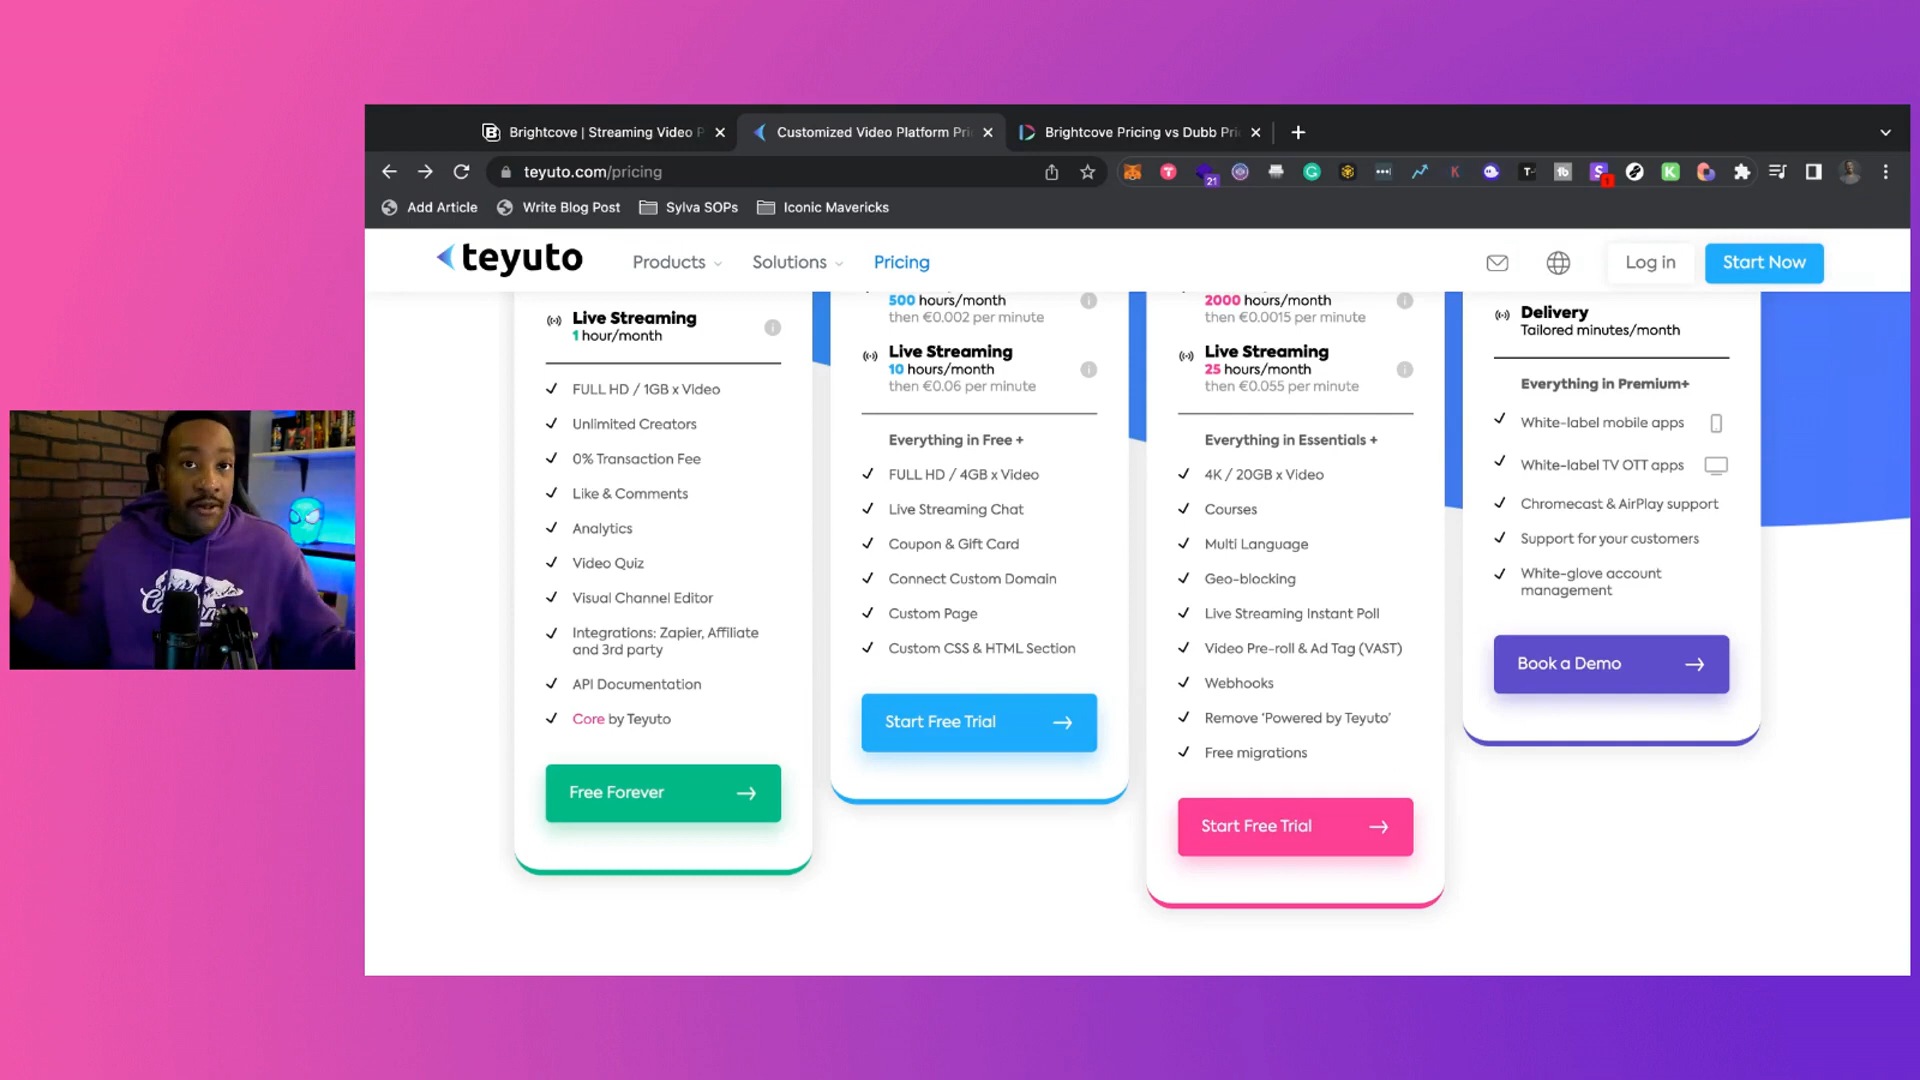 Brightcove | Streaming Video P
Customized Video Platform Pri
Brightcove Pricing vs Dubb Pri
teyuto.com/pricing
21
1
Add Article
Write Blog Post
Sylva SOPs
Iconic Mavericks
teyuto
Products
Solutions
Pricing
Log in
Start Now
Live Streaming
1 hour/month
FULL HD / 1GB x Video
Unlimited Creators
0% Transaction Fee
Like & Comments
Analytics
Video Quiz
Visual Channel Editor
Integrations: Zapier, Affiliate
and 3rd party
API Documentation
Core by Teyuto
Free Forever
500 hours/month
then €0.002 per minute
Live Streaming
10 hours/month
then €0.06 per minute
Everything in Free +
FULL HD / 4GB x Video
Live Streaming Chat
Coupon & Gift Card
Connect Custom Domain
Custom Page
Custom CSS & HTML Section
Start Free Trial
2000 hours/month
then €0.0015 per minute
Live Streaming
25 hours/month
then €0.055 per minute
Everything in Essentials +
4K / 20GB x Video
Courses
Multi Language
Geo-blocking
Live Streaming Instant Poll
Video Pre-roll & Ad Tag (VAST)
Webhooks
Remove ‘Powered by Teyuto’
Free migrations
Start Free Trial
Delivery
Tailored minutes/month
Everything in Premium+
White-label mobile apps
White-label TV OTT apps
Chromecast & AirPlay support
Support for your customers
White-glove account
management
Book a Demo